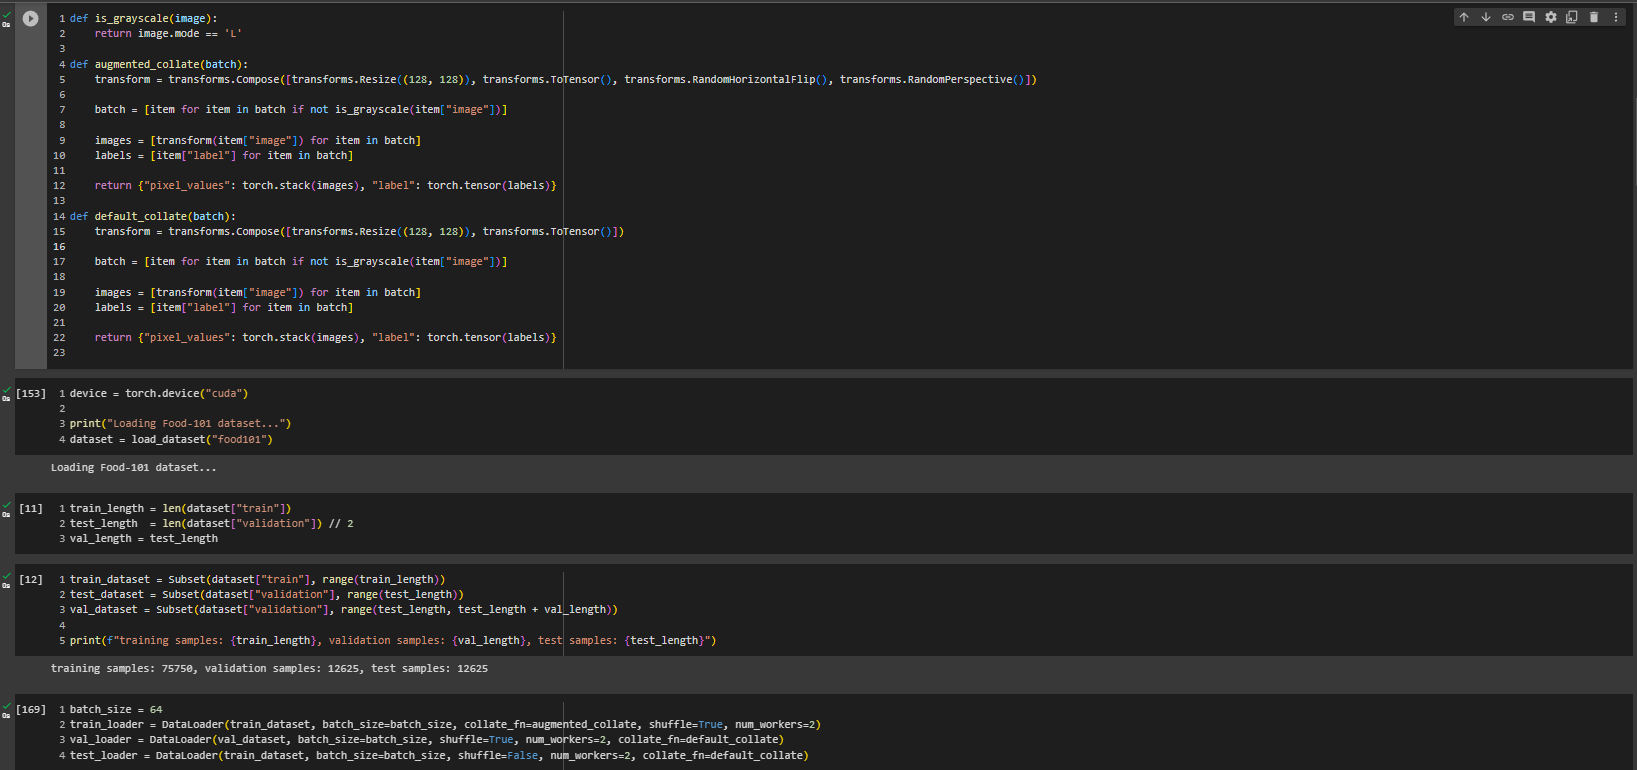 0s
1 def is_grayscale(image):
2     return image.mode == 'L'
3
4 def augmented_collate(batch):
5     transform = transforms.Compose([transforms.Resize((128, 128)), transforms.ToTensor(), transforms.RandomHorizontalFlip(), transforms.RandomPerspective()])
6
7     batch = [item for item in batch if not is_grayscale(item["image"])]
8
9     images = [transform(item["image"]) for item in batch]
10     labels = [item["label"] for item in batch]
11
12     return {"pixel_values": torch.stack(images), "label": torch.tensor(labels)}
13
14 def default_collate(batch):
15     transform = transforms.Compose([transforms.Resize((128, 128)), transforms.ToTensor()])
16
17     batch = [item for item in batch if not is_grayscale(item["image"])]
18
19     images = [transform(item["image"]) for item in batch]
20     labels = [item["label"] for item in batch]
21
22     return {"pixel_values": torch.stack(images), "label": torch.tensor(labels)}
23
0s
[153] 1 device = torch.device("cuda")
2
3 print("Loading Food-101 dataset...")
4 dataset = load_dataset("food101")
Loading Food-101 dataset...
0s
[11] 1 train_length = len(dataset["train"])
2 test_length  = len(dataset["validation"]) // 2
3 val_length = test_length
0s
[12] 1 train_dataset = Subset(dataset["train"], range(train_length))
2 test_dataset = Subset(dataset["validation"], range(test_length))
3 val_dataset = Subset(dataset["validation"], range(test_length, test_length + val_length))
4
5 print(f"training samples: {train_length}, validation samples: {val_length}, test samples: {test_length}")
training samples: 75750, validation samples: 12625, test samples: 12625
0s
[169] 1 batch_size = 64
2 train_loader = DataLoader(train_dataset, batch_size=batch_size, collate_fn=augmented_collate, shuffle=True, num_workers=2)
3 val_loader = DataLoader(val_dataset, batch_size=batch_size, shuffle=True, num_workers=2, collate_fn=default_collate)
4 test_loader = DataLoader(train_dataset, batch_size=batch_size, shuffle=False, num_workers=2, collate_fn=default_collate)